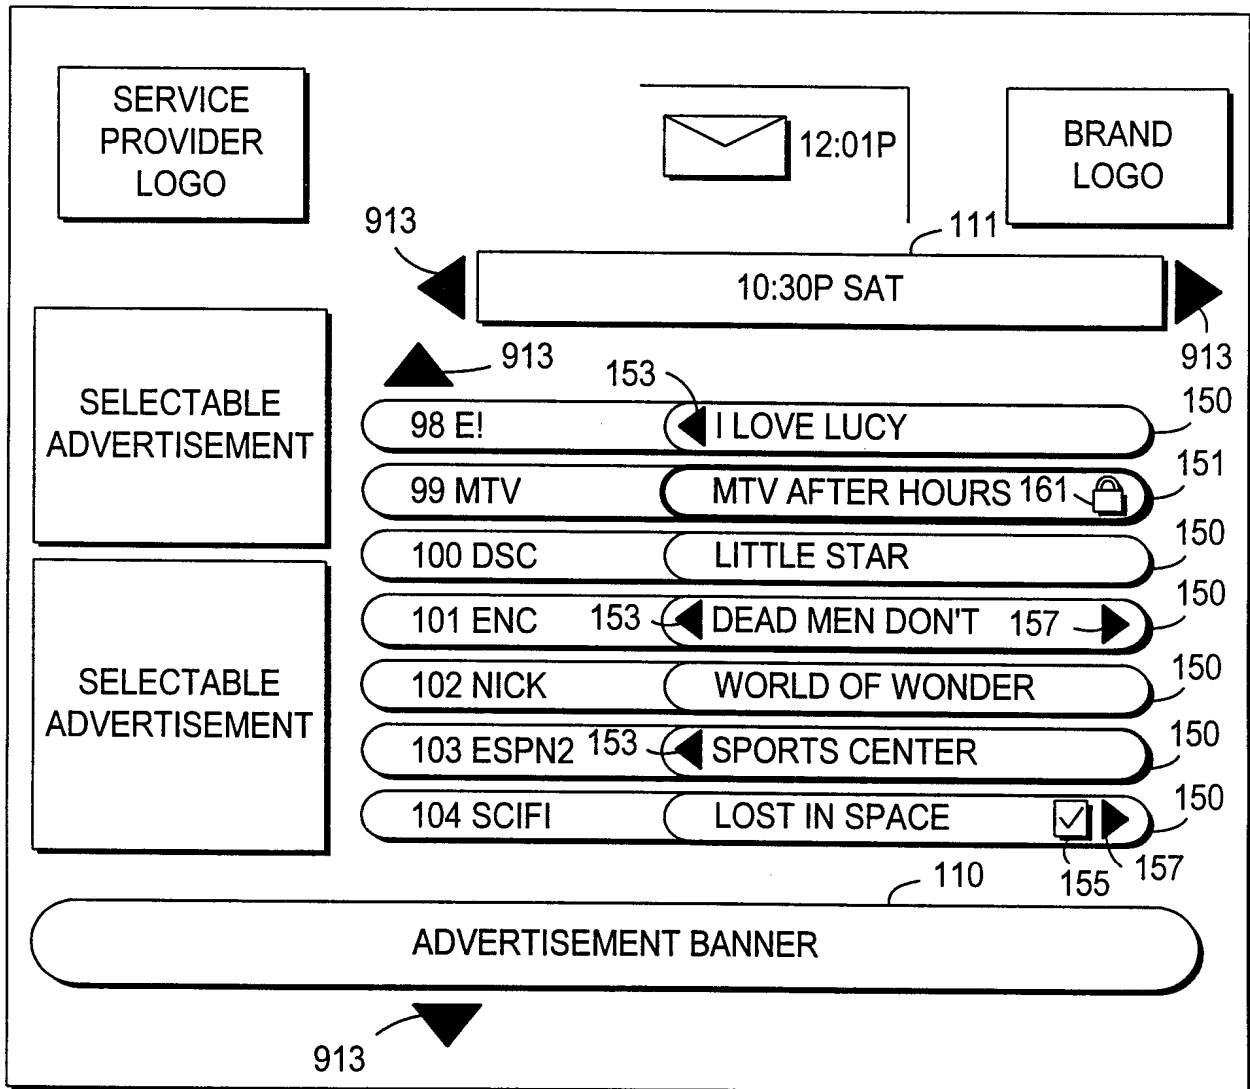 SERVICE
PROVIDER
LOGO
12:01P
BRAND
LOGO
913
111
10:30P SAT
913
913
153
SELECTABLE
ADVERTISEMENT
98 E!
I LOVE LUCY
150
99 MTV
MTV AFTER HOURS
161
151
100 DSC
LITTLE STAR
150
101 ENC
153
DEAD MEN DON'T
157
150
SELECTABLE
ADVERTISEMENT
102 NICK
WORLD OF WONDER
150
103 ESPN2
153
SPORTS CENTER
150
104 SCIFI
LOST IN SPACE
150
155
157
110
ADVERTISEMENT BANNER
913